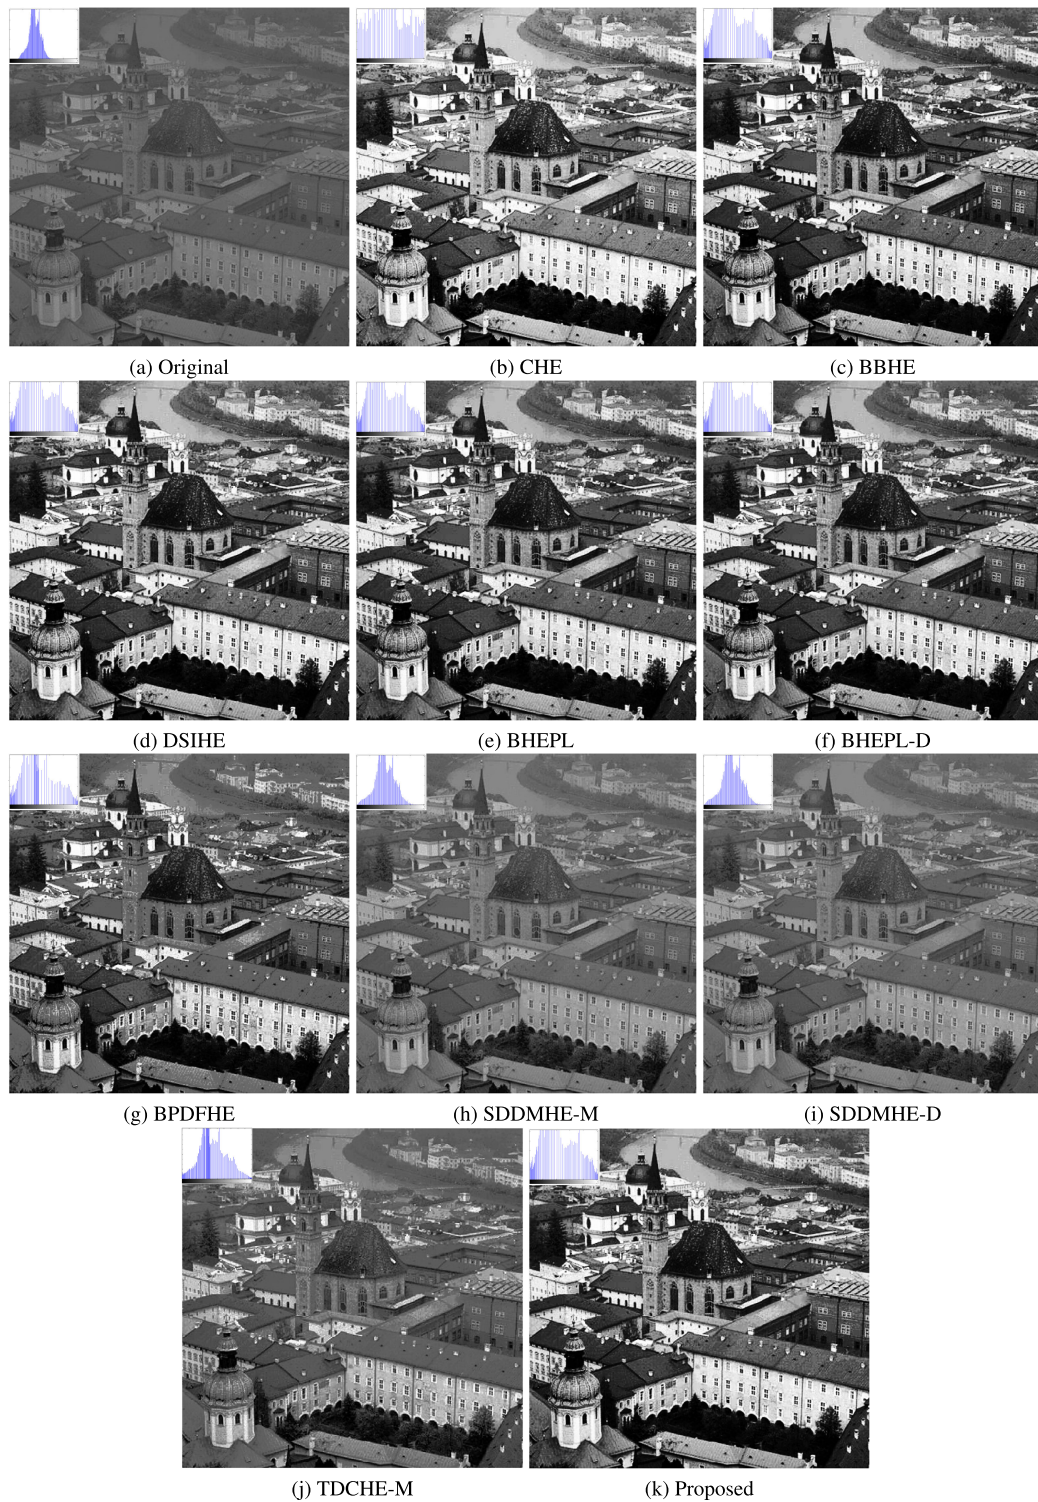 (a) Original
(b) CHE
(c) BBHE
(d) DSIHE
(e) BHEPL
(f) BHEPL-D
(g) BPDFHE
(h) SDDMHE-M
(i) SDDMHE-D
(j) TDCHE-M
(k) Proposed